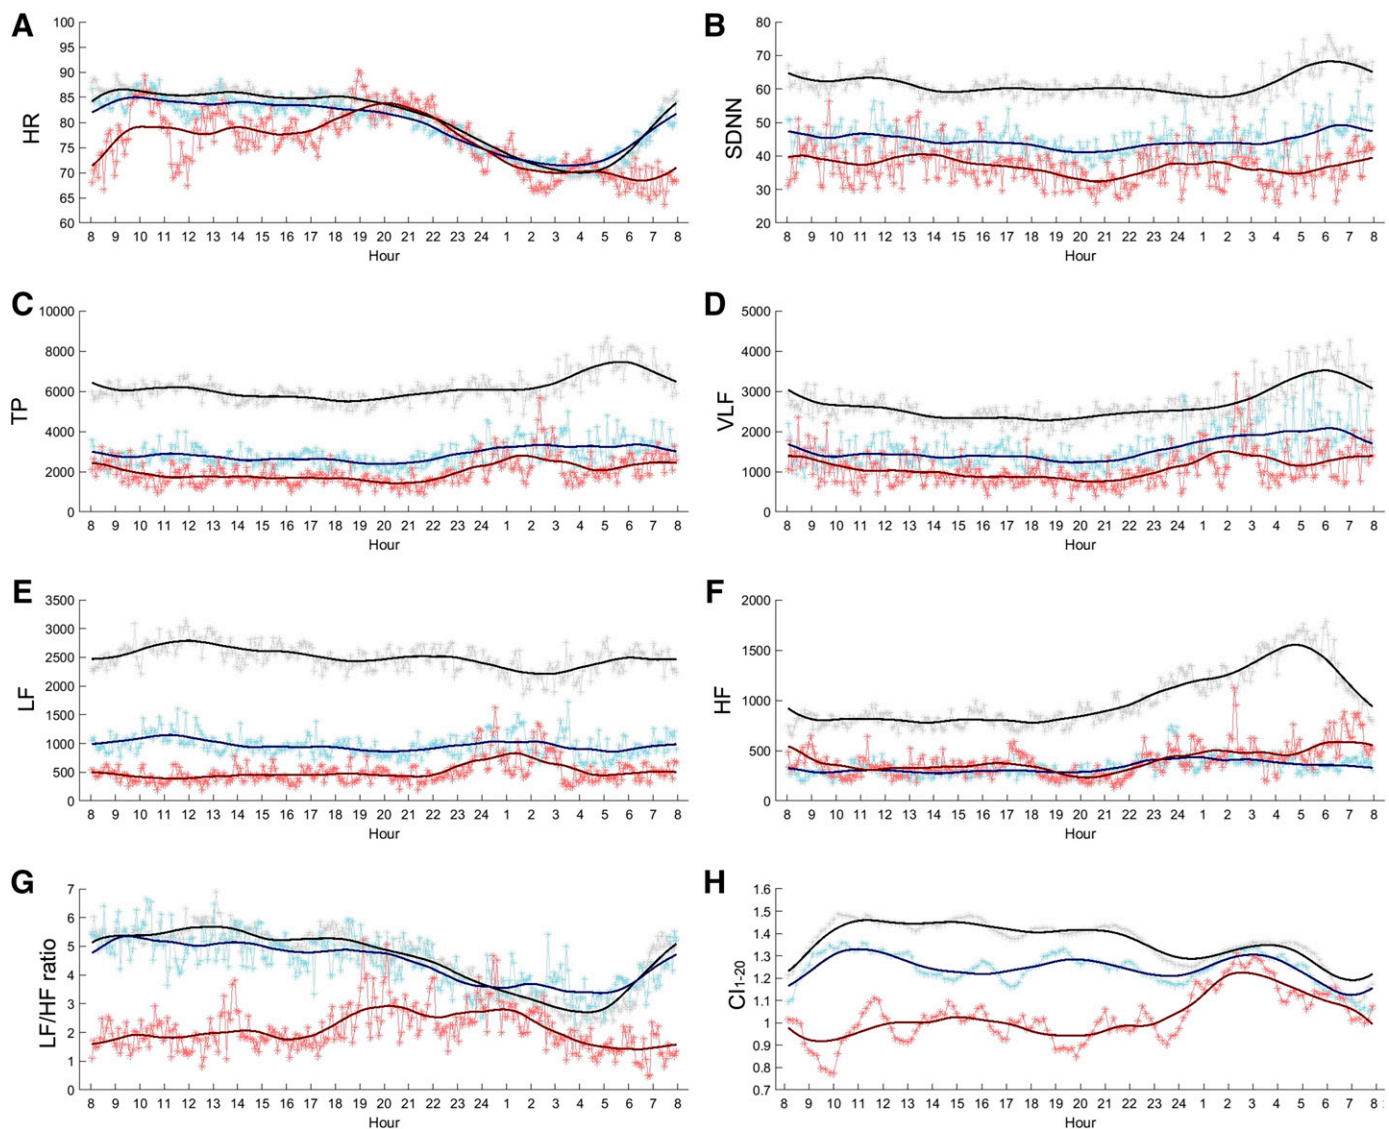 A
HR
100
95
90
85
80
75
70
65
60
8 9 10 11 12 13 14 15 16 17 18 19 20 21 22 23 24 1 2 3 4 5 6 7 8
Hour
B
SDNN
80
70
60
50
40
30
20
8 9 10 11 12 13 14 15 16 17 18 19 20 21 22 23 24 1 2 3 4 5 6 7 8
Hour
C
TP
10000
8000
6000
4000
2000
0
8 9 10 11 12 13 14 15 16 17 18 19 20 21 22 23 24 1 2 3 4 5 6 7 8
Hour
D
VLF
5000
4000
3000
2000
1000
0
8 9 10 11 12 13 14 15 16 17 18 19 20 21 22 23 24 1 2 3 4 5 6 7 8
Hour
E
LF
3500
3000
2500
2000
1500
1000
500
0
8 9 10 11 12 13 14 15 16 17 18 19 20 21 22 23 24 1 2 3 4 5 6 7 8
Hour
F
HF
2000
1500
1000
500
0
8 9 10 11 12 13 14 15 16 17 18 19 20 21 22 23 24 1 2 3 4 5 6 7 8
Hour
G
LF/HF ratio
7
6
5
4
3
2
1
0
8 9 10 11 12 13 14 15 16 17 18 19 20 21 22 23 24 1 2 3 4 5 6 7 8
Hour
H
CI1-20
1.6
1.5
1.4
1.3
1.2
1.1
1
0.9
0.8
0.7
8 9 10 11 12 13 14 15 16 17 18 19 20 21 22 23 24 1 2 3 4 5 6 7 8
Hour